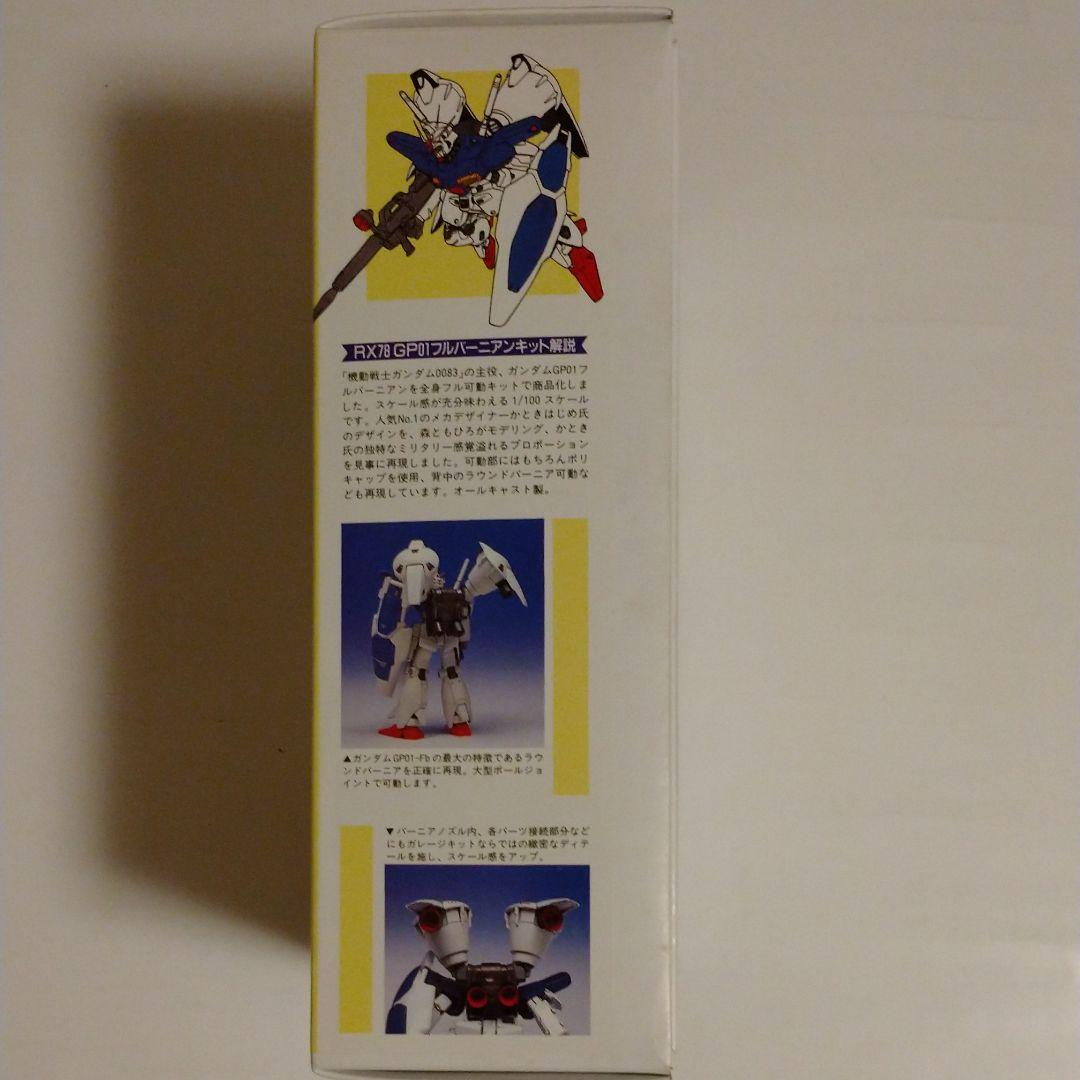 RX78 GP01フルバーニアンキット解説
「機動戦士ガンダム0083」の主役、ガンダムGP01フ
ルバーニアンを全身フル可動キットで商品化しま
した。スケール感が充分味わえる 1/100 スケール
です。人気No.1のメカデザイナーかときはじめ氏
のデザインを、森ともひろがモデリング、かとき
氏の独特なミリタリー感覚溢れるプロポーション
を見事に再現しました。可動部にはもちろんポリ
キャップを使用、背中のラウンドバーニア可動な
ども再現しています。オールキャスト製。
▲ガンダムGP01-Fbの最大の特徴であるラウ
ンドバーニアを正確に再現。大型ボールジョ
イントで可動します。
▼バーニアノズル内、各パーツ接続部分など
にもガレージキットならではの緻密なディテ
ールを施し、スケール感をアップ。